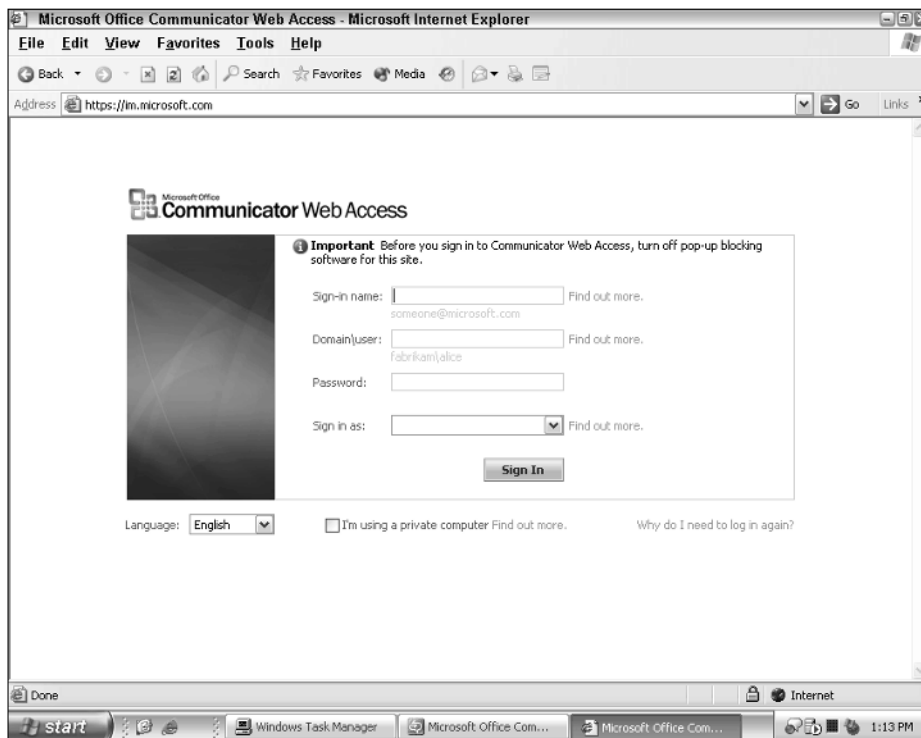 Microsoft Office Communicator Web Access - Microsoft Internet Explorer
File Edit View Favorites Tools Help
Back Search Favorites Media
Address https://im.microsoft.com Go Links
Microsoft Office
Communicator Web Access
Important Before you sign in to Communicator Web Access, turn off pop-up blocking
software for this site.
Sign-in name: Find out more.
someone@microsoft.com
Domain\user: Find out more.
fabrikam\alice
Password:
Sign in as: Find out more.
Sign In
Language: English I'm using a private computer Find out more. Why do I need to log in again?
Done Internet
start Windows Task Manager Microsoft Office Com... Microsoft Office Com... 1:13 PM